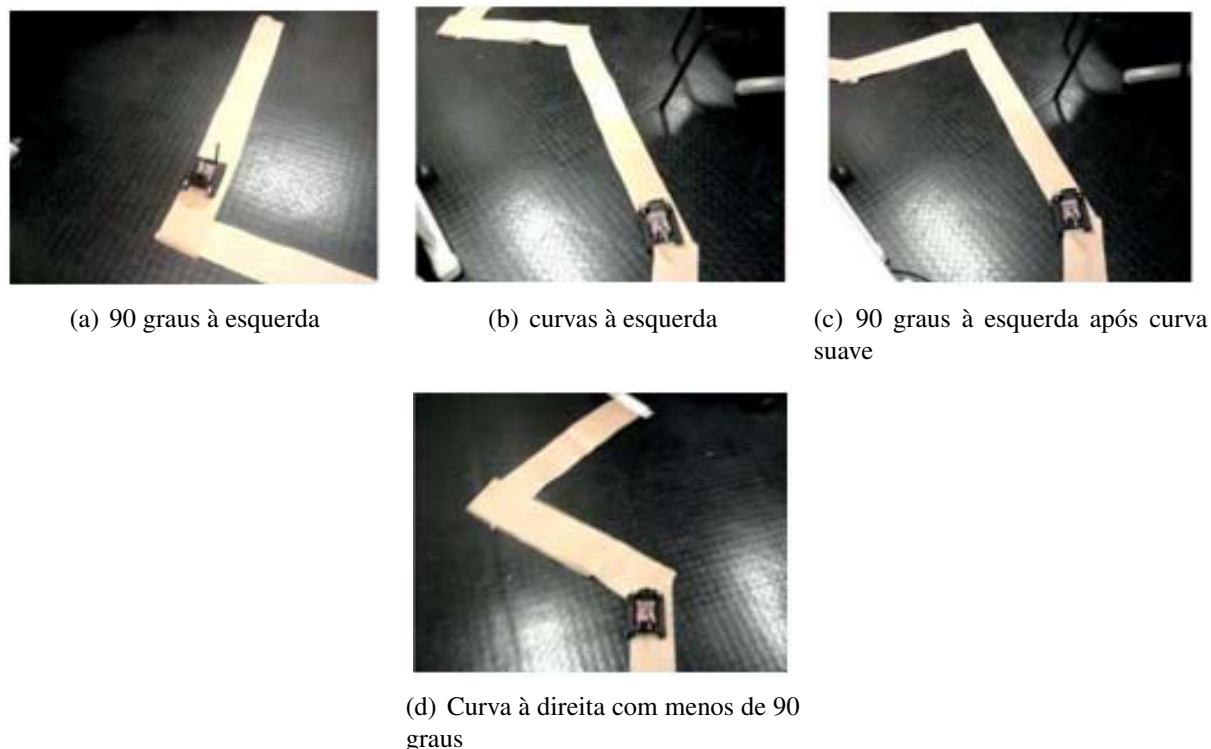 (a) 90 graus à esquerda
(b) curvas à esquerda
(c) 90 graus à esquerda após curva
suave
(d) Curva à direita com menos de 90
graus